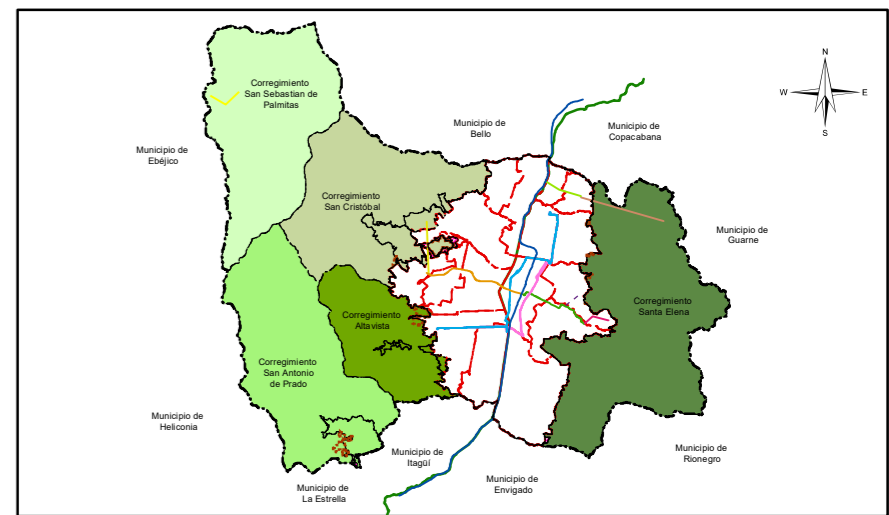 Corregimiento
San Sebastian de
Palmitas
N
W
E
S
Municipio de
Bello
Municipio de
Copacabana
Municipio de
Ebéjico
Corregimiento
San Cristóbal
Municipio de
Guarne
Corregimiento
Santa Elena
Corregimiento
Altavista
Corregimiento
San Antonio
de Prado
Municipio de
Heliconia
Municipio de
Itagüí
Municipio de
Rionegro
Municipio de
La Estrella
Municipio de
Envigado